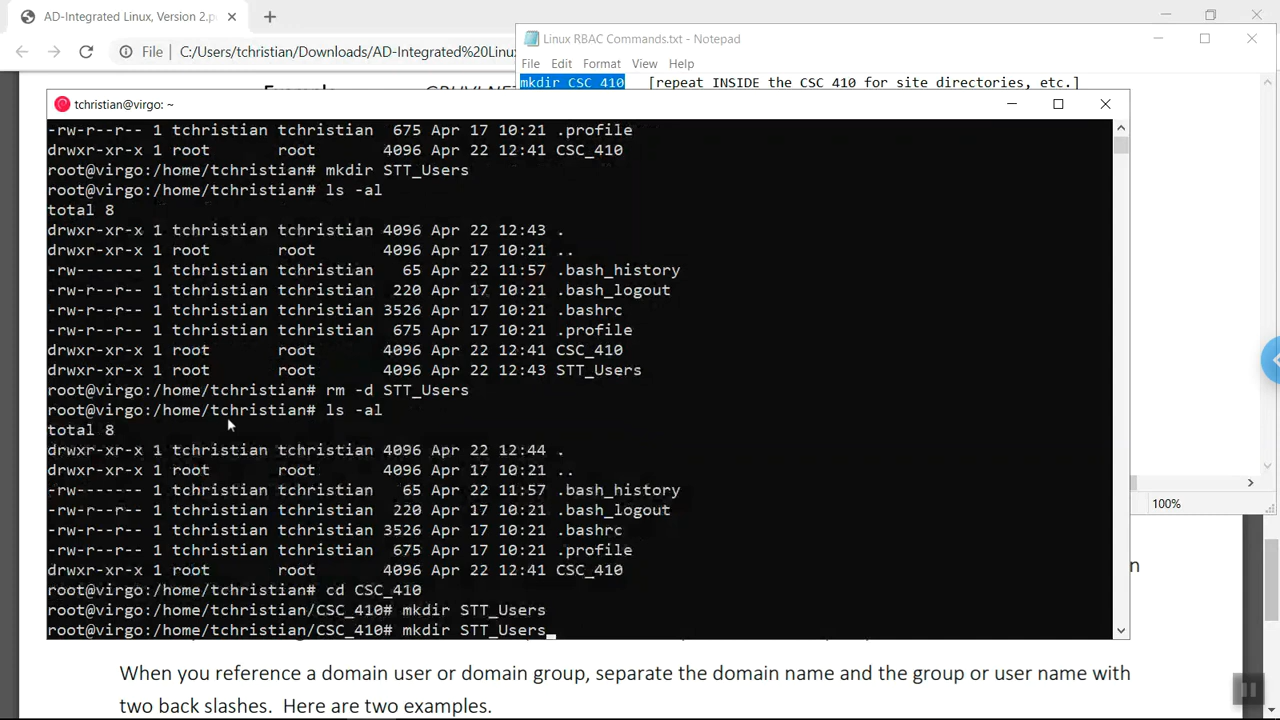 AD-Integrated Linux, Version 2.p
File | C:/Users/tchristian/Downloads/AD-Integrated%20Linu
Linux RBAC Commands.txt - Notepad
File Edit Format View Help
mkdir CSC_410 [repeat INSIDE the CSC_410 for site directories, etc.]
tchristian@virgo: ~
-rw-r--r-- 1 tchristian tchristian 675 Apr 17 10:21 .profile
drwxr-xr-x 1 root root 4096 Apr 22 12:41 CSC_410
root@virgo:/home/tchristian# mkdir STT_Users
root@virgo:/home/tchristian# ls -al
total 8
drwxr-xr-x 1 tchristian tchristian 4096 Apr 22 12:43 .
drwxr-xr-x 1 root root 4096 Apr 17 10:21 ..
-rw------- 1 tchristian tchristian 65 Apr 22 11:57 .bash_history
-rw-r--r-- 1 tchristian tchristian 220 Apr 17 10:21 .bash_logout
-rw-r--r-- 1 tchristian tchristian 3526 Apr 17 10:21 .bashrc
-rw-r--r-- 1 tchristian tchristian 675 Apr 17 10:21 .profile
drwxr-xr-x 1 root root 4096 Apr 22 12:41 CSC_410
drwxr-xr-x 1 root root 4096 Apr 22 12:43 STT_Users
root@virgo:/home/tchristian# rm -d STT_Users
root@virgo:/home/tchristian# ls -al
total 8
drwxr-xr-x 1 tchristian tchristian 4096 Apr 22 12:44 .
drwxr-xr-x 1 root root 4096 Apr 17 10:21 ..
-rw------- 1 tchristian tchristian 65 Apr 22 11:57 .bash_history
-rw-r--r-- 1 tchristian tchristian 220 Apr 17 10:21 .bash_logout
-rw-r--r-- 1 tchristian tchristian 3526 Apr 17 10:21 .bashrc
-rw-r--r-- 1 tchristian tchristian 675 Apr 17 10:21 .profile
drwxr-xr-x 1 root root 4096 Apr 22 12:41 CSC_410
root@virgo:/home/tchristian# cd CSC_410
root@virgo:/home/tchristian/CSC_410# mkdir STT_Users
root@virgo:/home/tchristian/CSC_410# mkdir STT_Users
100%
n
When you reference a domain user or domain group, separate the domain name and the group or user name with
two back slashes. Here are two examples.